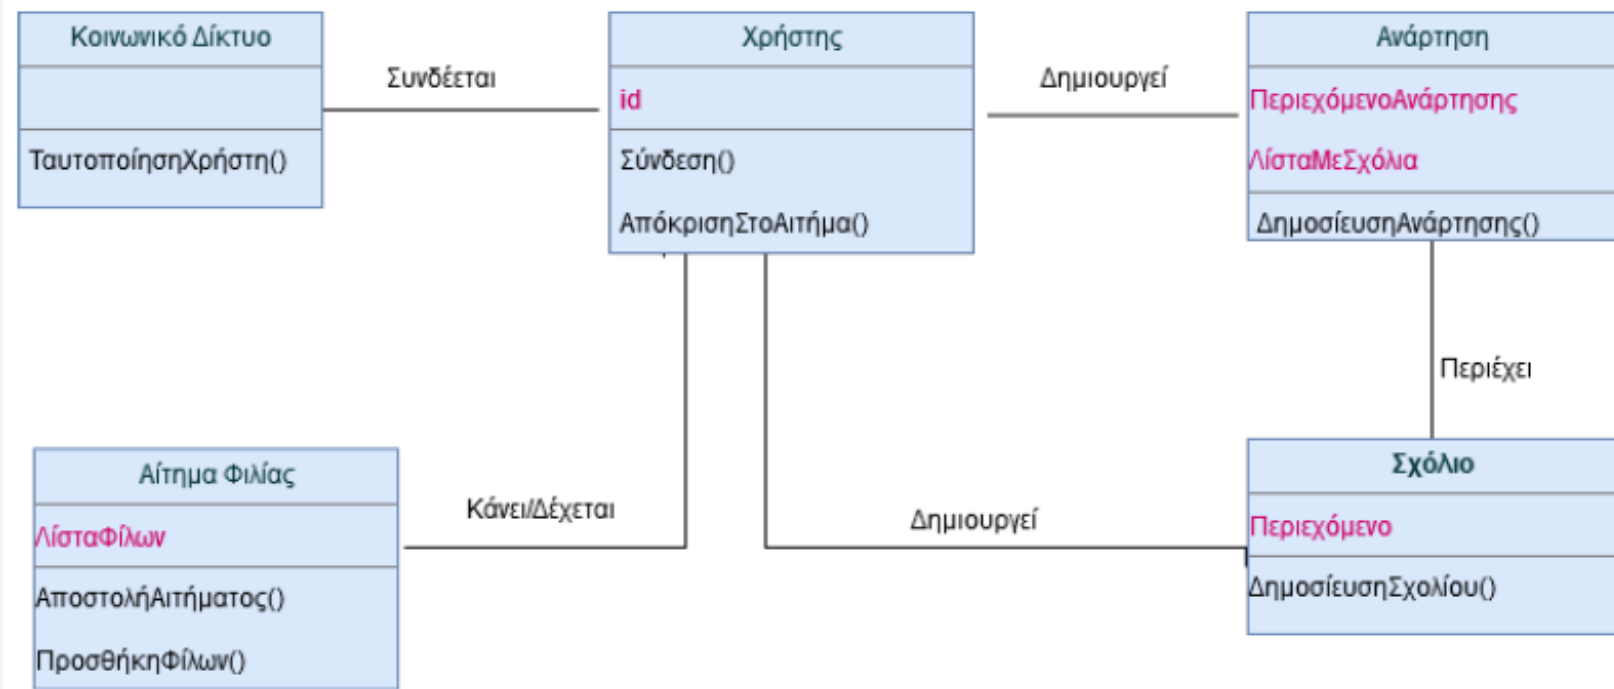 Κοινωνικό Δίκτυο
ΤαυτοποίησηΧρήστη()
Συνδέεται
Χρήστης
id
Σύνδεση()
ΑπόκρισηΣτοΑιτήμα()
Δημιουργεί
Ανάρτηση
ΠεριεχόμενοΑνάρτησης
ΛίσταΜεΣχόλια
ΔημοσίευσηΑνάρτησης()
Περιέχει
Αίτημα Φιλίας
ΛίσταΦίλων
ΑποστολήΑιτήματος()
ΠροσθήκηΦίλων()
Κάνει/Δέχεται
Δημιουργεί
Σχόλιο
Περιεχόμενο
ΔημοσίευσηΣχολίου()